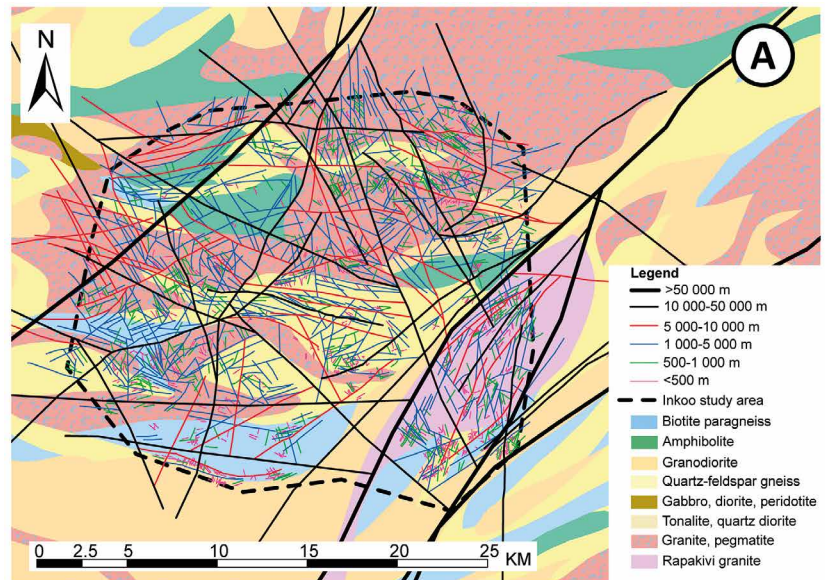 N
A
Legend
>50 000 m
10 000-50 000 m
5 000-10 000 m
1 000-5 000 m
500-1 000 m
<500 m
Inkoo study area
Biotite paragneiss
Amphibolite
Granodiorite
Quartz-feldspar gneiss
Gabbro, diorite, peridotite
Tonalite, quartz diorite
Granite, pegmatite
Rapakivi granite
0 2.5 5 10 15 20 25 KM